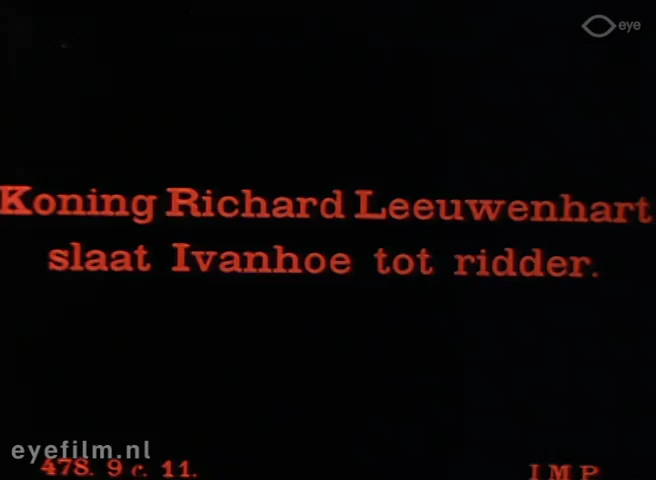 eye
Koning Richard Leeuwenhart
slaat Ivanhoe tot ridder.
eyefilm.nl
478. 9 c. 11.
IMP